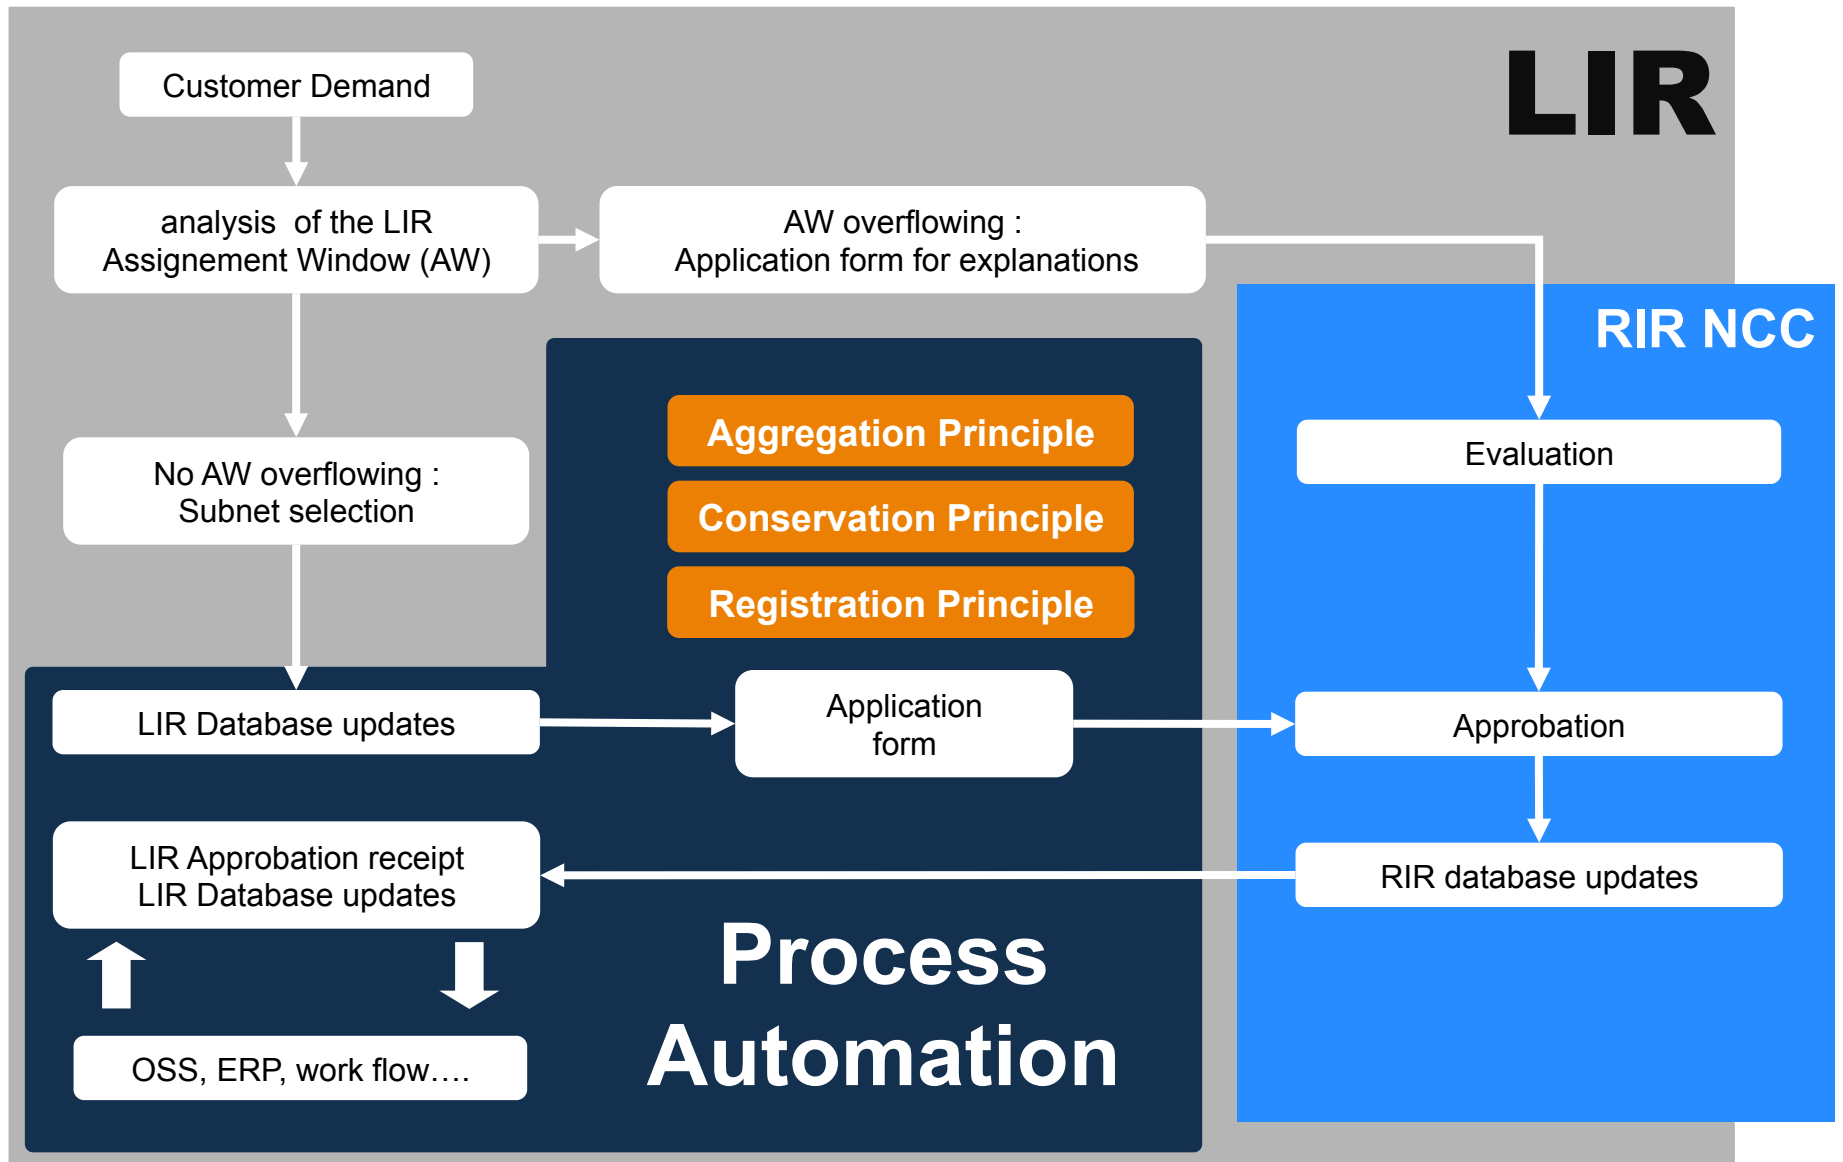 LIR
Customer Demand
analysis  of the LIR
Assignement Window (AW)
AW overflowing :
Application form for explanations
RIR NCC
Aggregation Principle
Evaluation
No AW overflowing :
Subnet selection
Conservation Principle
Registration Principle
LIR Database updates
Application
form
Approbation
LIR Approbation receipt
LIR Database updates
RIR database updates
Process
Automation
OSS, ERP, work flow….